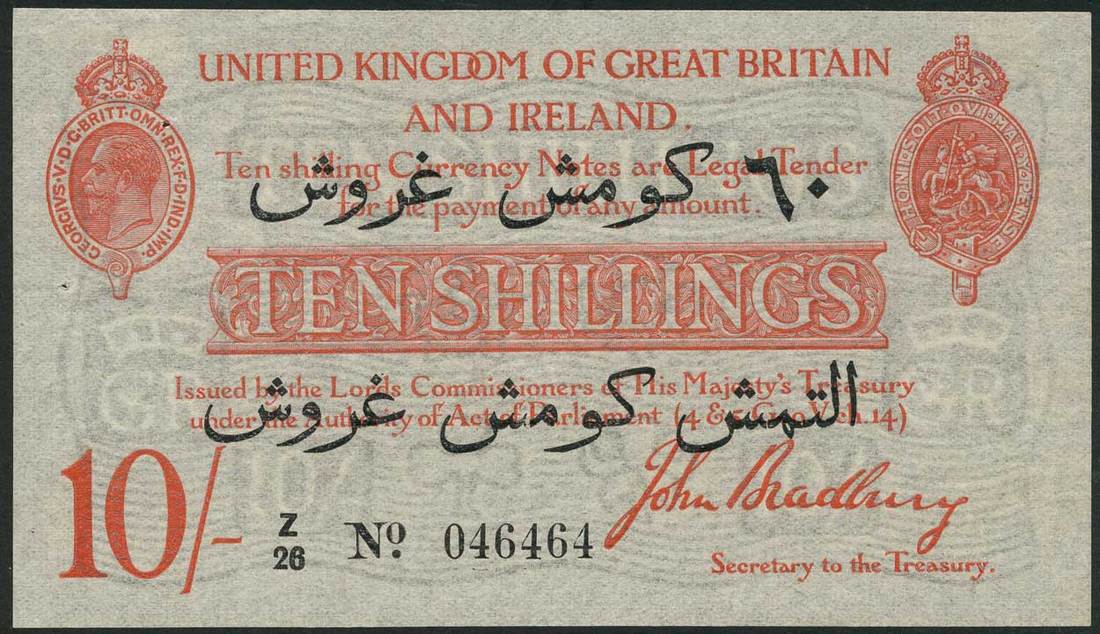 UNITED KINGDOM OF GREAT BRITAIN
AND IRELAND.
GEORGIVS·V·D·G·BRITT·OMN·REX·F·D·IND·IMP.
HONI·SOIT·QVI·MAL·Y·PENSE
Ten shilling Currency Notes are Legal Tender
٦٠ كومش غروش
for the payment of any amount.
TEN SHILLINGS
Issued by the Lords Commissioners of His Majesty's Treasury
التمش كومش غروش
under the Authority of Act of Parliament (4 & 5 Geo. V. ch. 14)
10/-
Z
26
No. 046464
John Bradbury
Secretary to the Treasury.